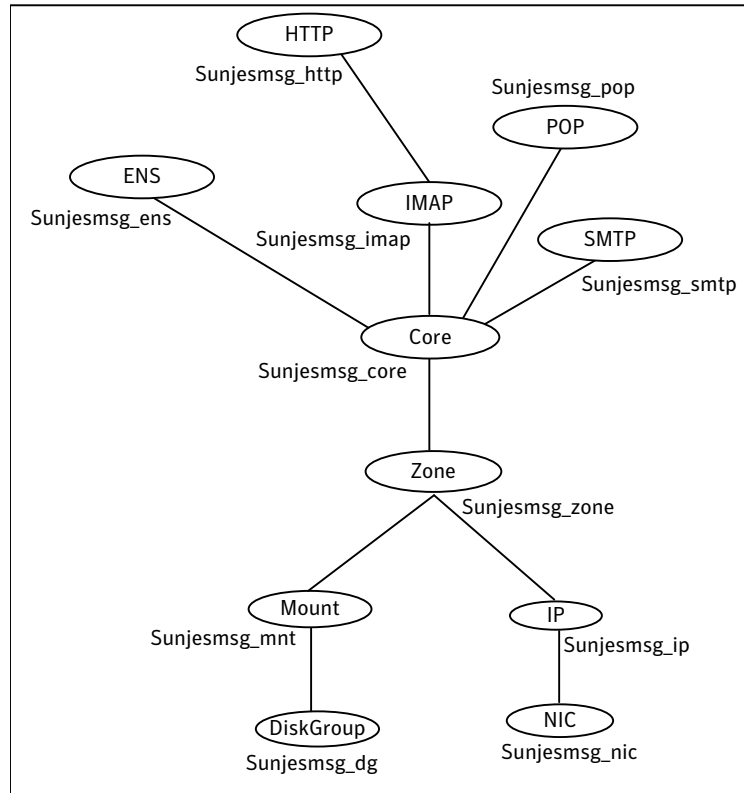 HTTP
Sunjesmsg_http
Sunjesmsg_pop
POP
ENS
Sunjesmsg_ens
IMAP
Sunjesmsg_imap
SMTP
Sunjesmsg_smtp
Core
Sunjesmsg_core
Zone
Sunjesmsg_zone
Mount
Sunjesmsg_mnt
IP
Sunjesmsg_ip
DiskGroup
Sunjesmsg_dg
NIC
Sunjesmsg_nic